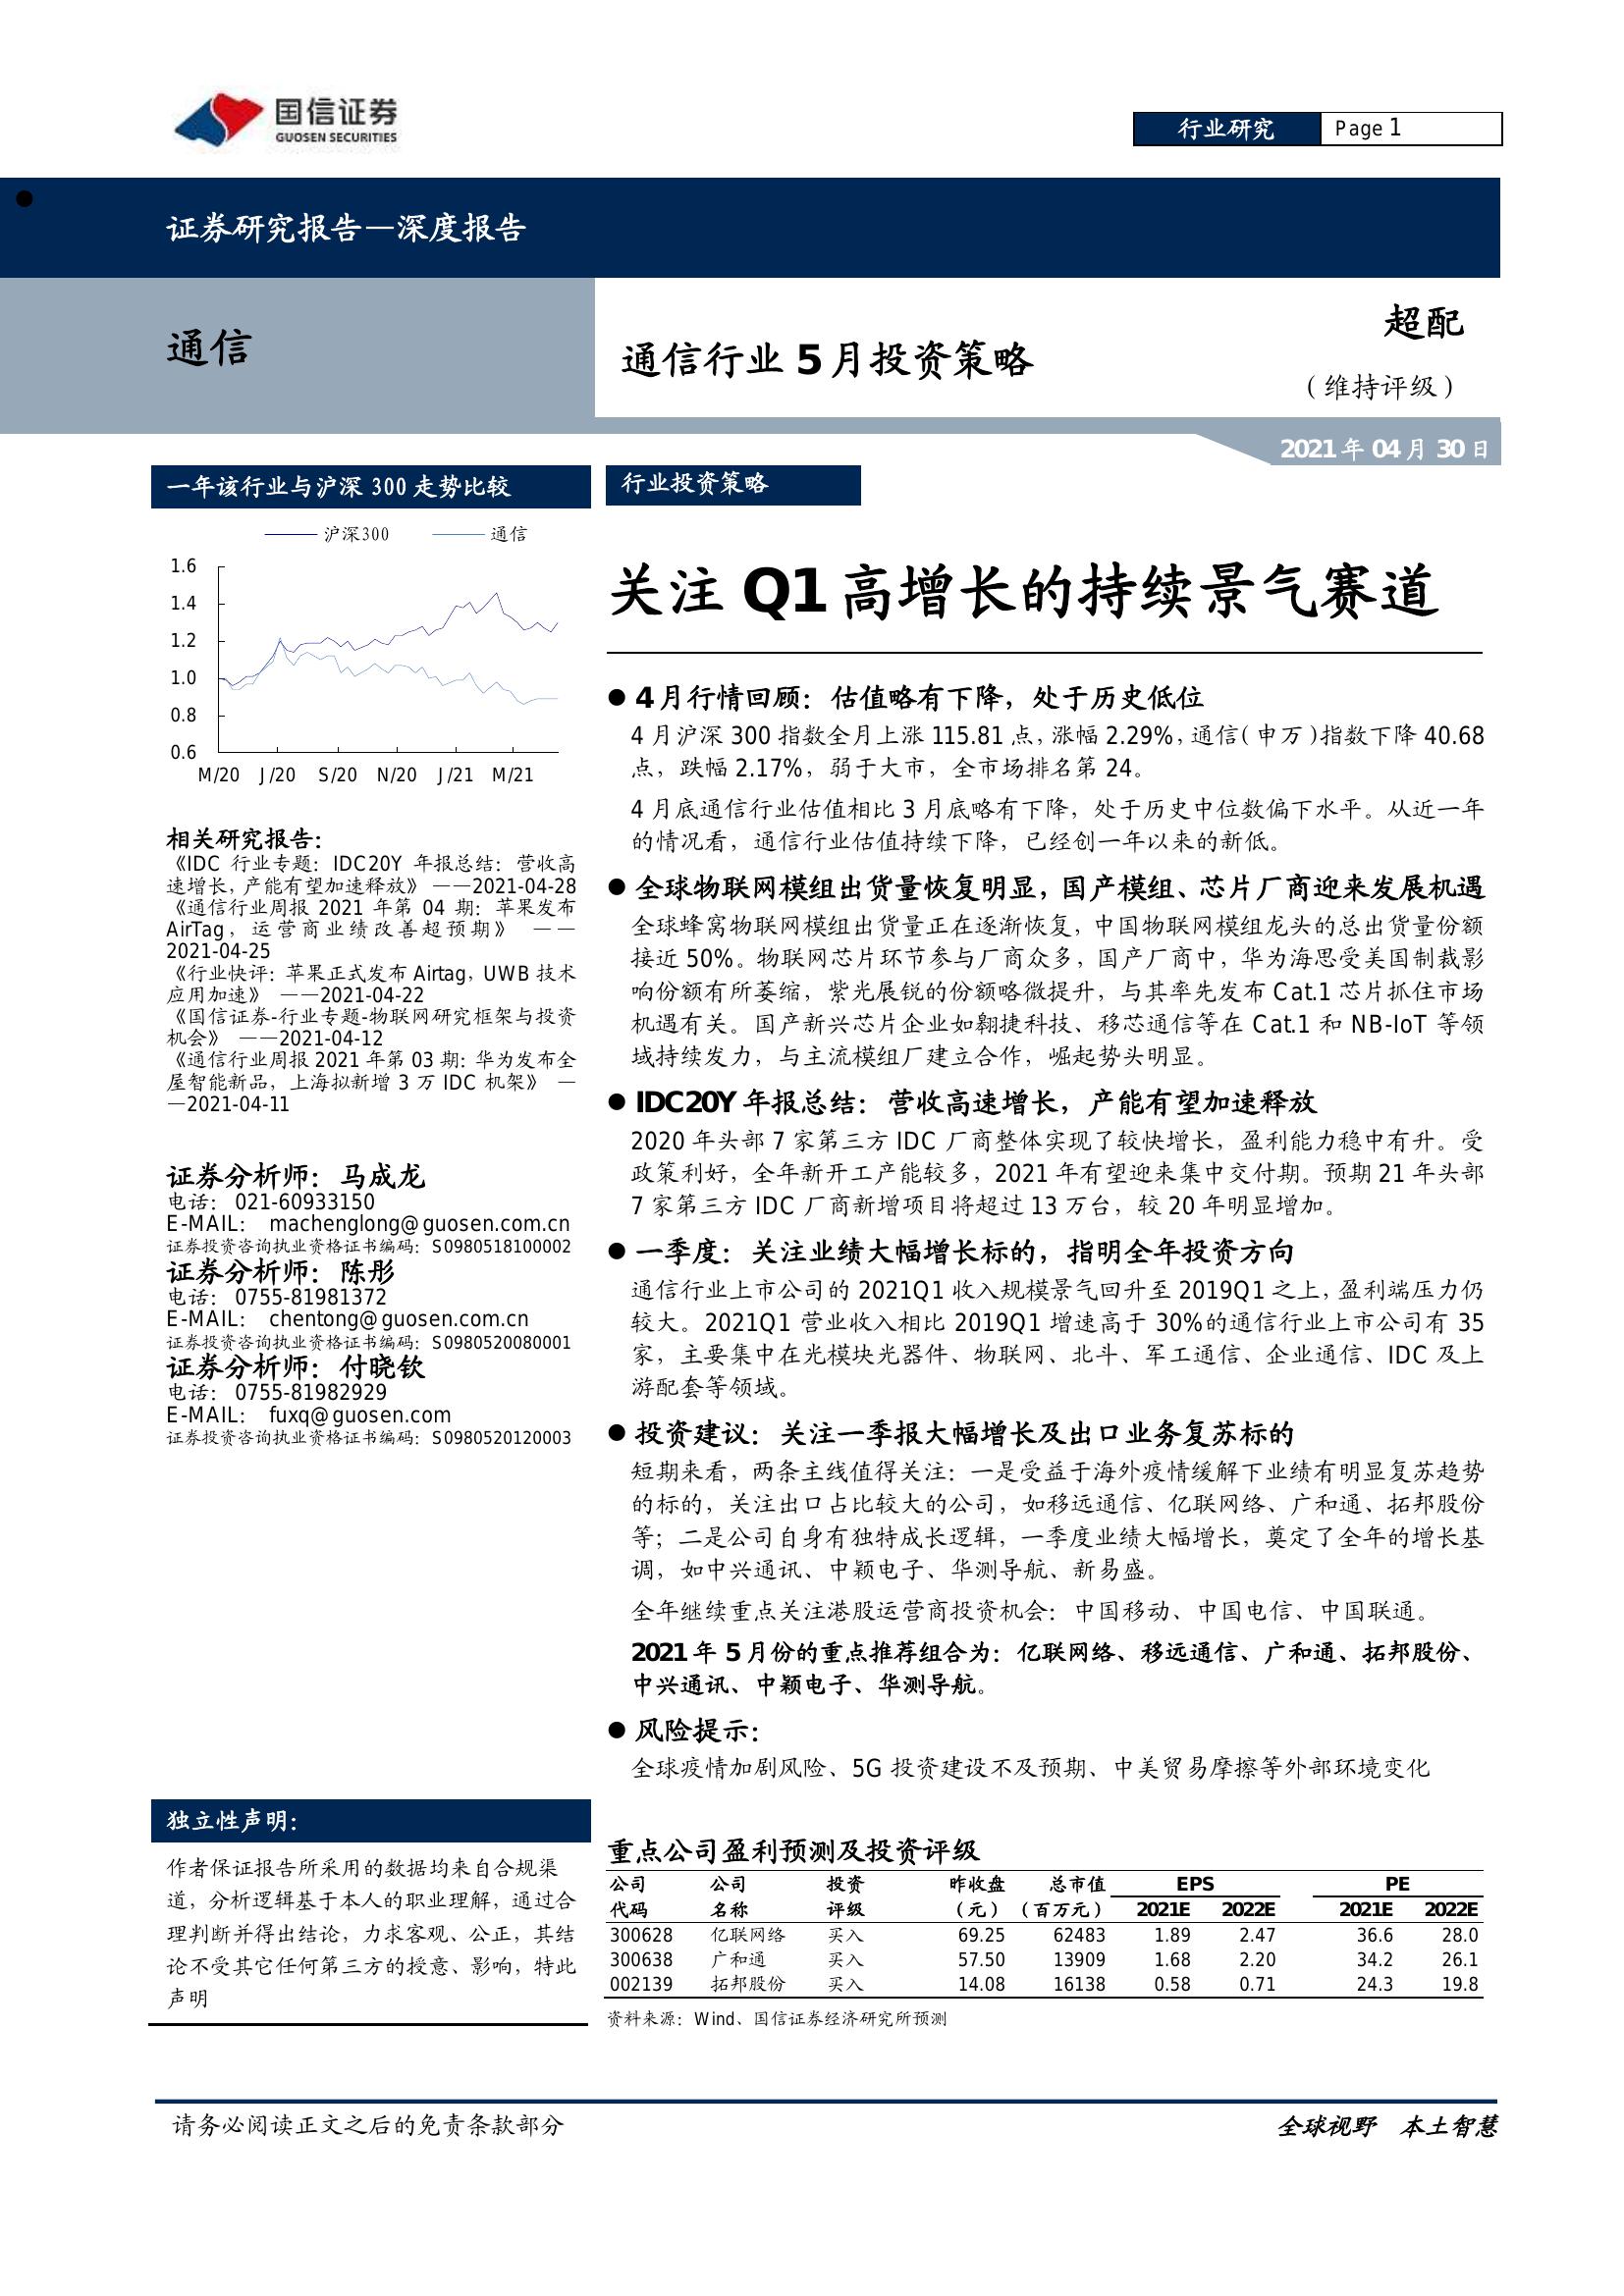 国信证券
GUOSEN SECURITIES
行业研究
Page 1
证券研究报告—深度报告
通信
通信行业 5 月投资策略
超配
（维持评级）
2021 年 04 月 30 日
一年该行业与沪深 300 走势比较
沪深300 通信
1.6
1.4
1.2
1.0
0.8
0.6
M/20 J/20 S/20 N/20 J/21 M/21
相关研究报告：
《IDC 行业专题：IDC20Y 年报总结：营收高
速增长，产能有望加速释放》 ——2021-04-28
《通信行业周报 2021 年第 04 期：苹果发布
AirTag，运营商业绩改善超预期》 ——
2021-04-25
《行业快评：苹果正式发布 Airtag，UWB 技术
应用加速》 ——2021-04-22
《国信证券-行业专题-物联网研究框架与投资
机会》 ——2021-04-12
《通信行业周报 2021 年第 03 期：华为发布全
屋智能新品，上海拟新增 3 万 IDC 机架》 —
—2021-04-11
证券分析师：马成龙
电话： 021-60933150
E-MAIL： machenglong@guosen.com.cn
证券投资咨询执业资格证书编码：S0980518100002
证券分析师：陈彤
电话： 0755-81981372
E-MAIL： chentong@guosen.com.cn
证券投资咨询执业资格证书编码：S0980520080001
证券分析师：付晓钦
电话： 0755-81982929
E-MAIL： fuxq@guosen.com
证券投资咨询执业资格证书编码：S0980520120003
独立性声明：
作者保证报告所采用的数据均来自合规渠
道，分析逻辑基于本人的职业理解，通过合
理判断并得出结论，力求客观、公正，其结
论不受其它任何第三方的授意、影响，特此
声明
行业投资策略
关注 Q1 高增长的持续景气赛道
● 4 月行情回顾：估值略有下降，处于历史低位
4 月沪深 300 指数全月上涨 115.81 点，涨幅 2.29%，通信（申万）指数下降 40.68
点，跌幅 2.17%，弱于大市，全市场排名第 24。
4 月底通信行业估值相比 3 月底略有下降，处于历史中位数偏下水平。从近一年
的情况看，通信行业估值持续下降，已经创一年以来的新低。
● 全球物联网模组出货量恢复明显，国产模组、芯片厂商迎来发展机遇
全球蜂窝物联网模组出货量正在逐渐恢复，中国物联网模组龙头的总出货量份额
接近 50%。物联网芯片环节参与厂商众多，国产厂商中，华为海思受美国制裁影
响份额有所萎缩，紫光展锐的份额略微提升，与其率先发布 Cat.1 芯片抓住市场
机遇有关。国产新兴芯片企业如翱捷科技、移芯通信等在 Cat.1 和 NB-IoT 等领
域持续发力，与主流模组厂建立合作，崛起势头明显。
● IDC20Y 年报总结：营收高速增长，产能有望加速释放
2020 年头部 7 家第三方 IDC 厂商整体实现了较快增长，盈利能力稳中有升。受
政策利好，全年新开工产能较多，2021 年有望迎来集中交付期。预期 21 年头部
7 家第三方 IDC 厂商新增项目将超过 13 万台，较 20 年明显增加。
● 一季度：关注业绩大幅增长标的，指明全年投资方向
通信行业上市公司的 2021Q1 收入规模景气回升至 2019Q1 之上，盈利端压力仍
较大。2021Q1 营业收入相比 2019Q1 增速高于 30%的通信行业上市公司有 35
家，主要集中在光模块光器件、物联网、北斗、军工通信、企业通信、IDC 及上
游配套等领域。
● 投资建议：关注一季报大幅增长及出口业务复苏标的
短期来看，两条主线值得关注：一是受益于海外疫情缓解下业绩有明显复苏趋势
的标的，关注出口占比较大的公司，如移远通信、亿联网络、广和通、拓邦股份
等；二是公司自身有独特成长逻辑，一季度业绩大幅增长，奠定了全年的增长基
调，如中兴通讯、中颖电子、华测导航、新易盛。
全年继续重点关注港股运营商投资机会：中国移动、中国电信、中国联通。
2021 年 5 月份的重点推荐组合为：亿联网络、移远通信、广和通、拓邦股份、
中兴通讯、中颖电子、华测导航。
● 风险提示：
全球疫情加剧风险、5G 投资建设不及预期、中美贸易摩擦等外部环境变化
重点公司盈利预测及投资评级
公司 公司 投资 昨收盘 总市值 EPS PE
代码 名称 评级 （元） （百万元） 2021E 2022E 2021E 2022E
300628 亿联网络 买入 69.25 62483 1.89 2.47 36.6 28.0
300638 广和通 买入 57.50 13909 1.68 2.20 34.2 26.1
002139 拓邦股份 买入 14.08 16138 0.58 0.71 24.3 19.8
资料来源：Wind、国信证券经济研究所预测
请务必阅读正文之后的免责条款部分
全球视野 本土智慧